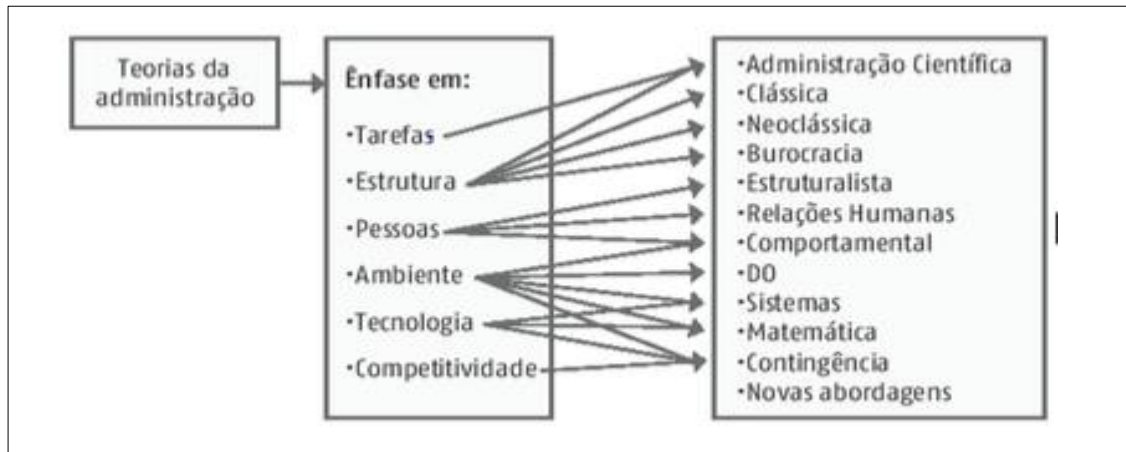 Teorias da
administração
Ênfase em:
•Tarefas
•Estrutura
•Pessoas
•Ambiente
•Tecnologia
•Competitividade
•Administração Científica
•Clássica
•Neoclássica
•Burocracia
•Estruturalista
•Relações Humanas
•Comportamental
•DO
•Sistemas
•Matemática
•Contingência
•Novas abordagens